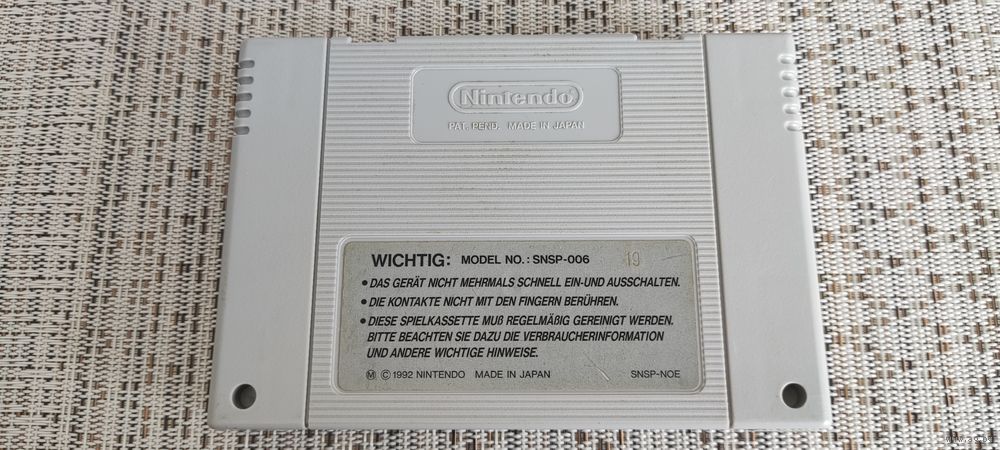 Nintendo
PAT. PEND. MADE IN JAPAN
WICHTIG: MODEL NO.: SNSP-006 19
• DAS GERÄT NICHT MEHRMALS SCHNELL EIN-UND AUSSCHALTEN.
• DIE KONTAKTE NICHT MIT DEN FINGERN BERÜHREN.
• DIESE SPIELKASSETTE MUß REGELMÄßIG GEREINIGT WERDEN.
BITTE BEACHTEN SIE DAZU DIE VERBRAUCHERINFORMATION
UND ANDERE WICHTIGE HINWEISE.
Ⓜ © 1992 NINTENDO MADE IN JAPAN SNSP-NOE